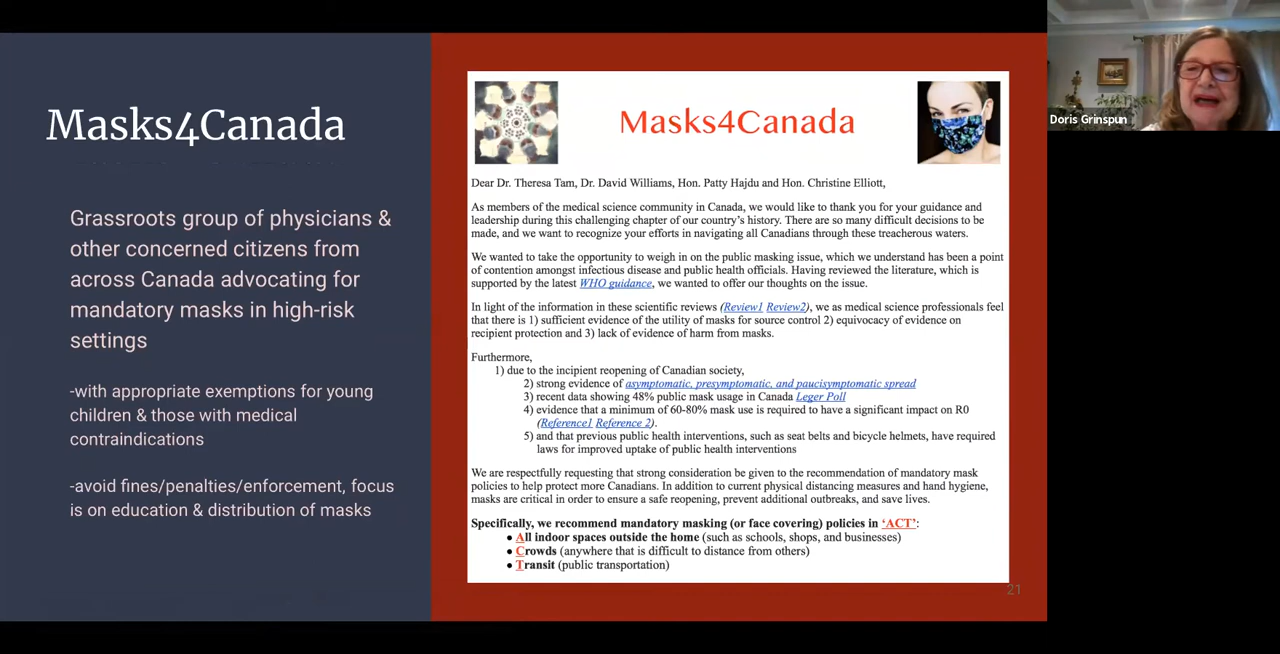 Masks4Canada
Grassroots group of physicians &
other concerned citizens from
across Canada advocating for
mandatory masks in high-risk
settings
-with appropriate exemptions for young
children & those with medical
contraindications
-avoid fines/penalties/enforcement, focus
is on education & distribution of masks
Masks4Canada
Dear Dr. Theresa Tam, Dr. David Williams, Hon. Patty Hajdu and Hon. Christine Elliott,
As members of the medical science community in Canada, we would like to thank you for your guidance and
leadership during this challenging chapter of our country's history. There are so many difficult decisions to be
made, and we want to recognize your efforts in navigating all Canadians through these treacherous waters.
We wanted to take the opportunity to weigh in on the public masking issue, which we understand has been a point
of contention amongst infectious disease and public health officials. Having reviewed the literature, which is
supported by the latest WHO guidance, we wanted to offer our thoughts on the issue.
In light of the information in these scientific reviews (Review1 Review2), we as medical science professionals feel
that there is 1) sufficient evidence of the utility of masks for source control 2) equivocacy of evidence on
recipient protection and 3) lack of evidence of harm from masks.
Furthermore,
1) due to the incipient reopening of Canadian society,
2) strong evidence of asymptomatic, presymptomatic, and paucisymptomatic spread
3) recent data showing 48% public mask usage in Canada Leger Poll
4) evidence that a minimum of 60-80% mask use is required to have a significant impact on R0
(Reference1 Reference 2).
5) and that previous public health interventions, such as seat belts and bicycle helmets, have required
laws for improved uptake of public health interventions
We are respectfully requesting that strong consideration be given to the recommendation of mandatory mask
policies to help protect more Canadians. In addition to current physical distancing measures and hand hygiene,
masks are critical in order to ensure a safe reopening, prevent additional outbreaks, and save lives.
Specifically, we recommend mandatory masking (or face covering) policies in 'ACT':
• All indoor spaces outside the home (such as schools, shops, and businesses)
• Crowds (anywhere that is difficult to distance from others)
• Transit (public transportation)
21
Doris Grinspun